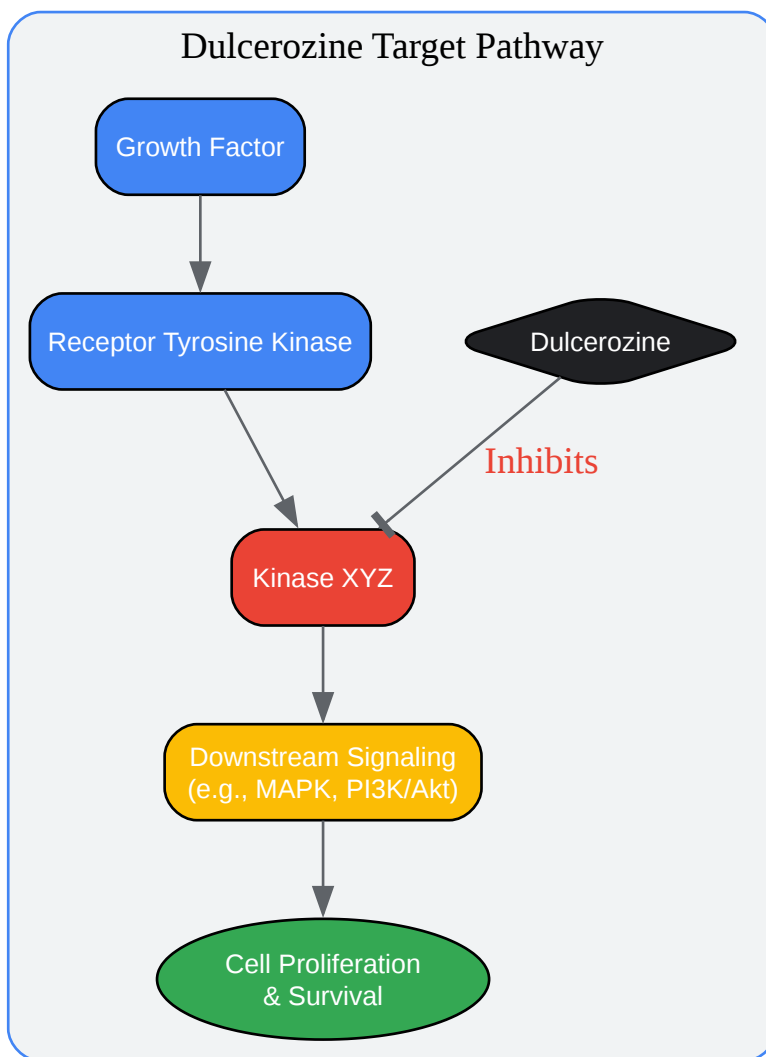 Dulcerozine Target Pathway
Growth Factor
Receptor Tyrosine Kinase
Dulcerozine
Inhibits
Kinase XYZ
Downstream Signaling
(e.g., MAPK, PI3K/Akt)
Cell Proliferation
& Survival